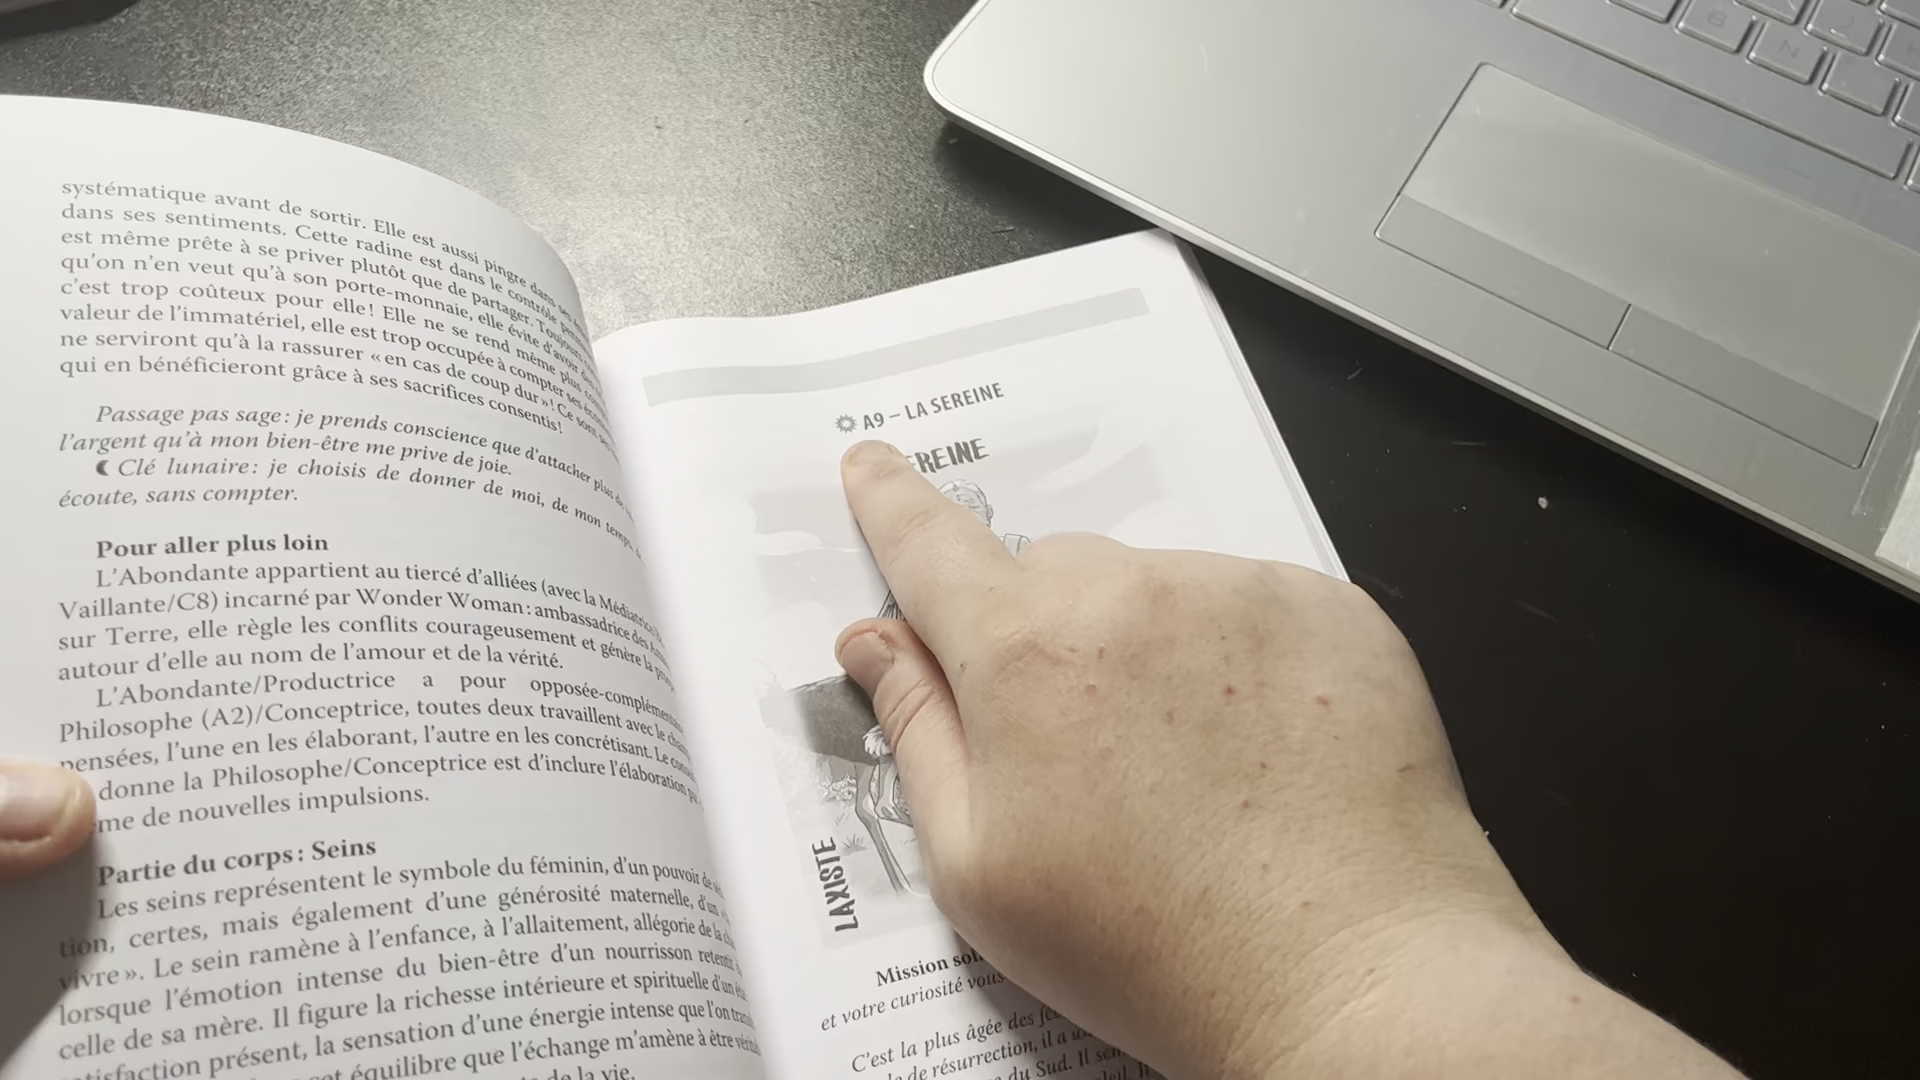 systématique avant de sortir. Elle est aussi pingre dans ses
dans ses sentiments. Cette radine est dans le contrôle
est même prête à se priver plutôt que de partager. Toujours
qu'on n'en veut qu'à son porte-monnaie, elle évite d'avoir des
c'est trop coûteux pour elle! Elle ne se rend même plus
valeur de l'immatériel, elle est trop occupée à compter ses
ne serviront qu'à la rassurer « en cas de coup dur »! Ce sont
qui en bénéficieront grâce à ses sacrifices consentis!
Passage pas sage: je prends conscience que d'attacher plus de
l'argent qu'à mon bien-être me prive de joie.
Clé lunaire: je choisis de donner de moi, de mon temps,
écoute, sans compter.
Pour aller plus loin
L'Abondante appartient au tiercé d'alliées (avec la
Vaillante/C8) incarné par Wonder Woman: ambassadrice des
sur Terre, elle règle les conflits courageusement et génère la
autour d'elle au nom de l'amour et de la vérité.
L'Abondante/Productrice a pour
Philosophe (A2)/Conceptrice, toutes deux travaillent avec le
pensées, l'une en les élaborant, l'autre en les concrétisant. Le
donne la Philosophe/Conceptrice est d'inclure l'élaboration
me de nouvelles impulsions.
Partie du corps: Seins
Les seins représentent le symbole du féminin, d'un pouvoir de
tion, certes, mais également d'une générosité maternelle, d'un
vivre ». Le sein ramène à l'enfance, à l'allaitement, allégorie de la
lorsque l'émotion intense du bien-être d'un nourrisson retentit
celle de sa mère. Il figure la richesse intérieure et spirituelle d'un
présent, la sensation d'une énergie intense que l'on
équilibre que l'échange m'amène à être
de la vie.
A9 – LA SEREINE
EREINE
LAXISTE
Mission
et votre curiosité vous
C'est la plus âgée des
de résurrection, il a
du Sud. Il